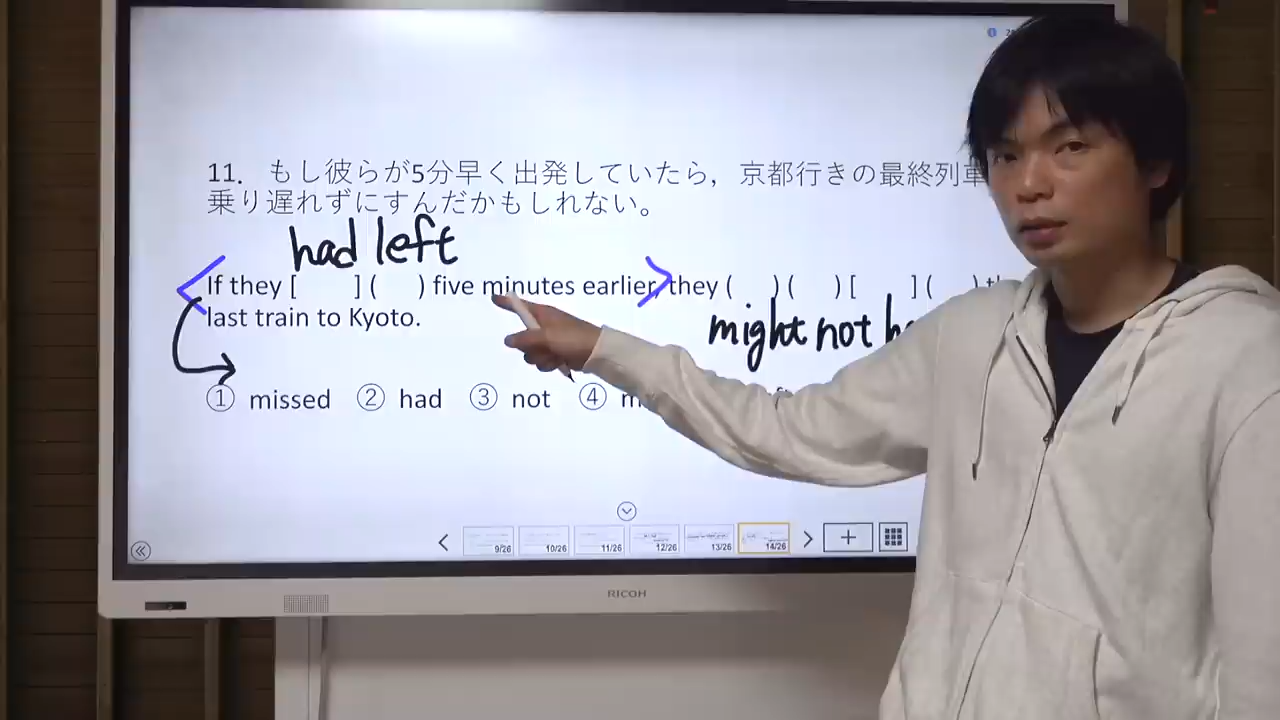 11. もし彼らが5分早く出発していたら, 京都行きの最終列車
乗り遅れずにすんだかもしれない。
had left
If they [ ] ( ) five minutes earlier, they ( ) ( ) [ ] ( )
might not
last train to Kyoto.
① missed ② had ③ not ④
9/26 10/26 11/26 12/26 13/26 14/26
RICOH